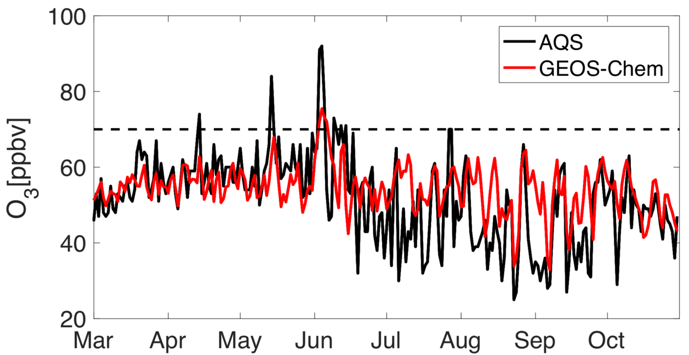 100
80
60
40
20
O3[ppbv]
AQS
GEOS-Chem
Mar Apr May Jun Jul Aug Sep Oct